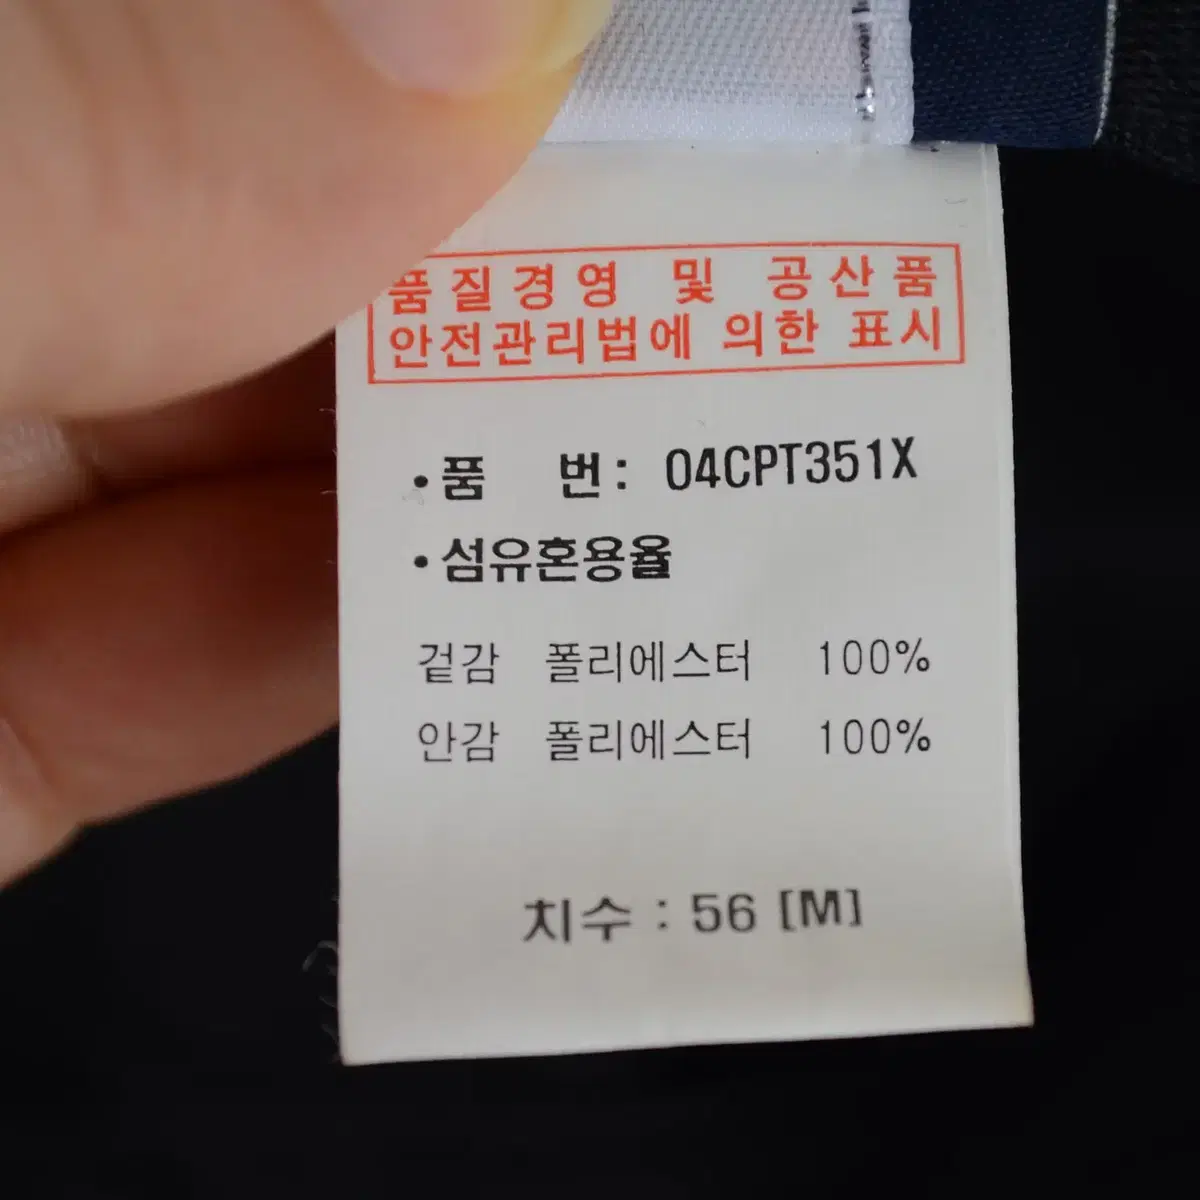 품질경영 및 공산품
안전관리법에 의한 표시
•품 번: 04CPT351X
•섬유혼용율
겉감 폴리에스터 100%
안감 폴리에스터 100%
치수 : 56 [M]